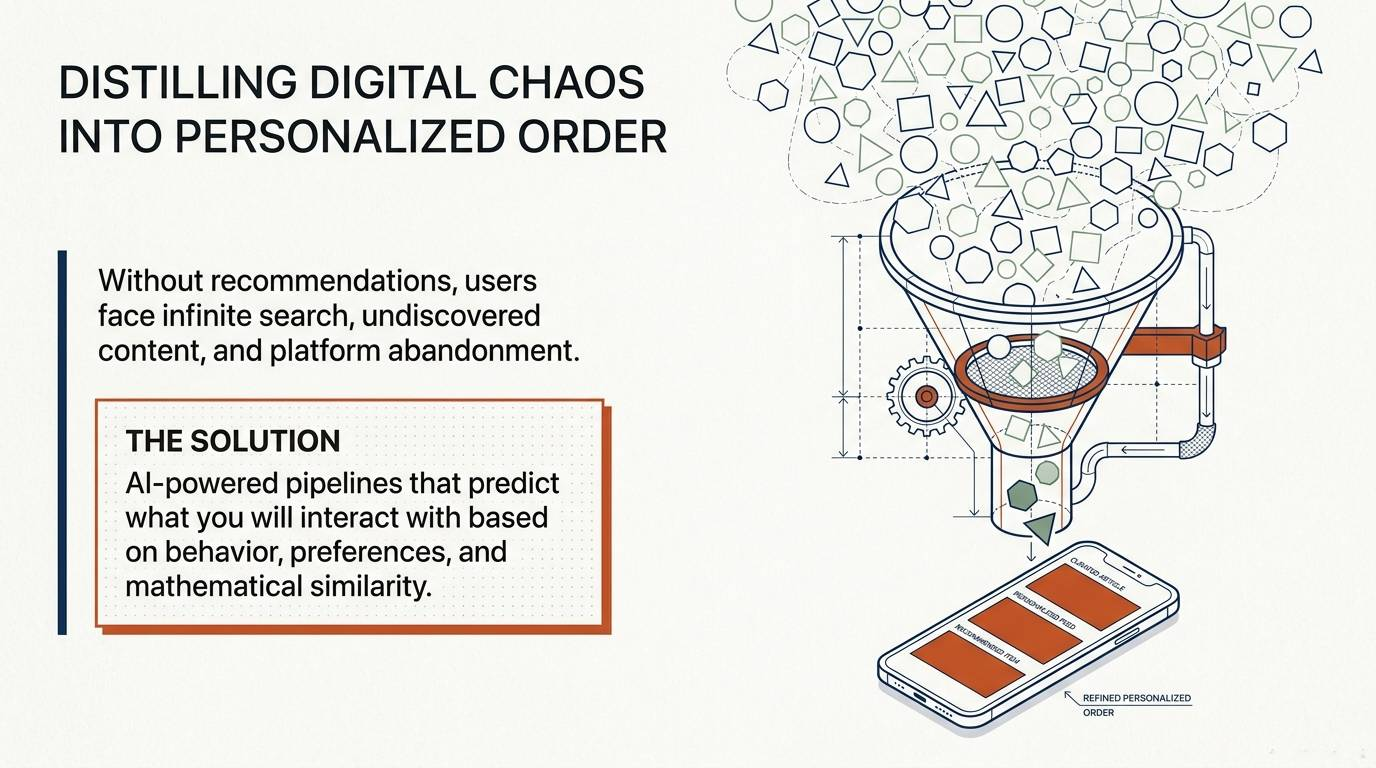 DISTILLING DIGITAL CHAOS
INTO PERSONALIZED ORDER
Without recommendations, users
face infinite search, undiscovered
content, and platform abandonment.
THE SOLUTION
AI-powered pipelines that predict
what you will interact with based
on behavior, preferences, and
mathematical similarity.
REFINED PERSONALIZED
ORDER